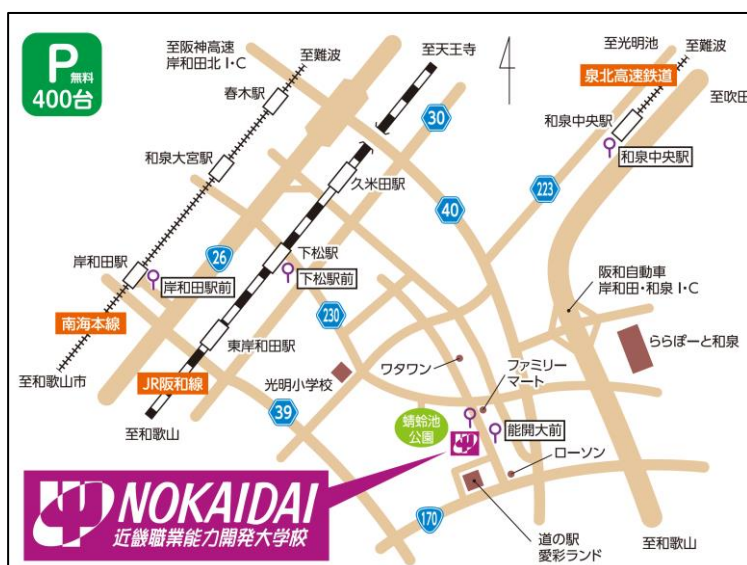 P
無料
400台
至阪神高速
岸和田北 I・C
至難波
春木駅
和泉大宮駅
岸和田駅
岸和田駅前
南海本線
至和歌山市
至天王寺
久米田駅
下松駅
下松駅前
東岸和田駅
JR阪和線
至和歌山
26
30
40
230
39
223
170
至光明池
至難波
泉北高速鉄道
至吹田
和泉中央駅
和泉中央駅
阪和自動車
岸和田・和泉 I・C
ららぽーと和泉
ワタワン
ファミリー
マート
光明小学校
蜻蛉池
公園
能開大前
ローソン
道の駅
愛彩ランド
至和歌山
NOKAIDAI
近畿職業能力開発大学校